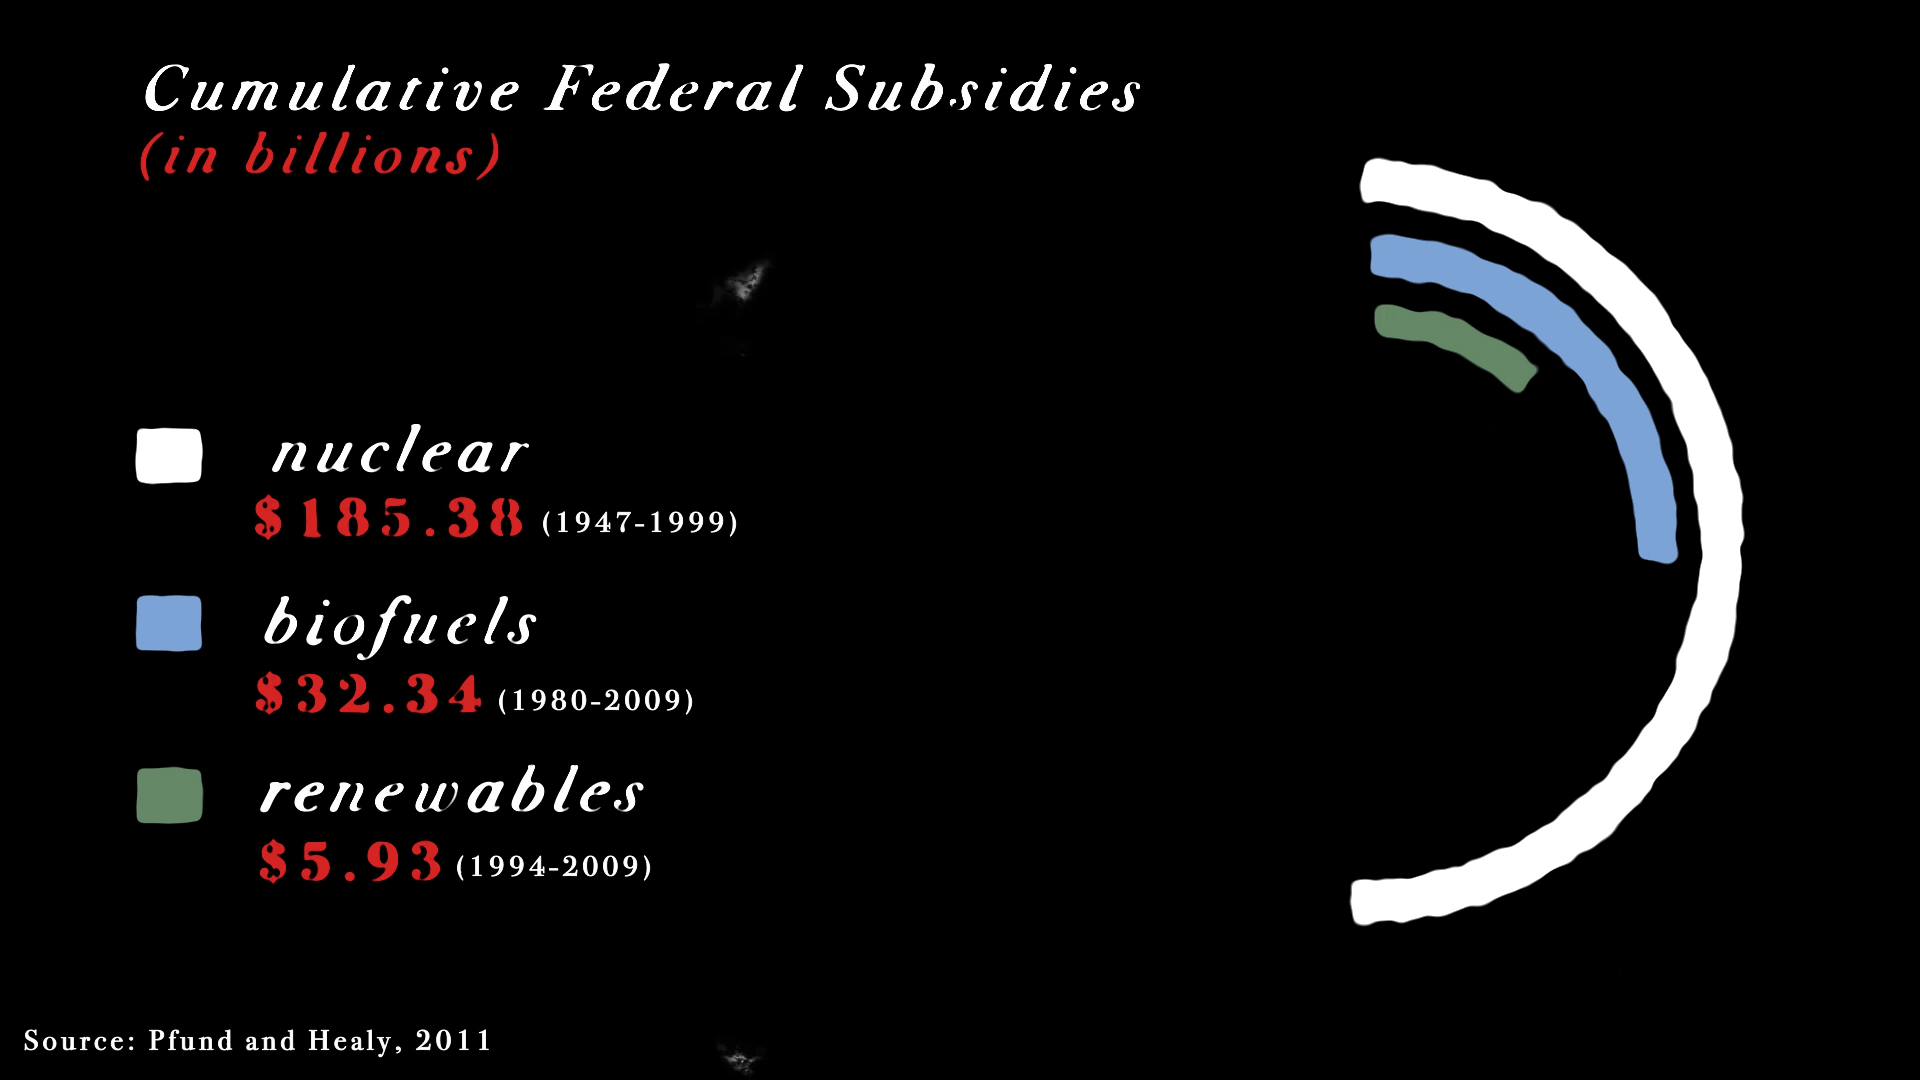 Cumulative Federal Subsidies
(in billions)
nuclear
$185.38 (1947-1999)
biofuels
$32.34 (1980-2009)
renewables
$5.93 (1994-2009)
Source: Pfund and Healy, 2011